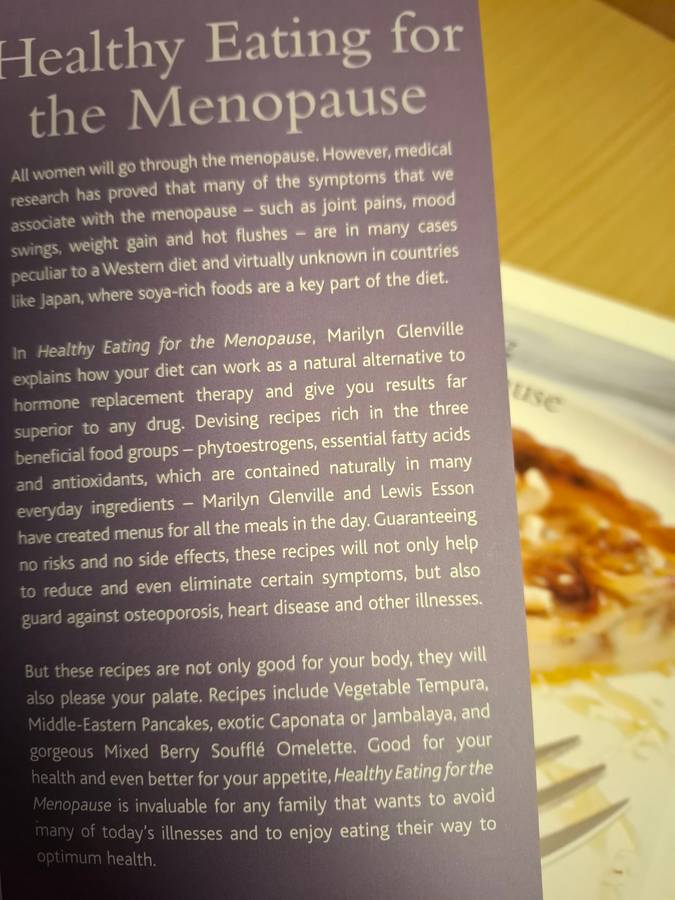 Healthy Eating for
the Menopause
All women will go through the menopause. However, medical
research has proved that many of the symptoms that we
associate with the menopause – such as joint pains, mood
swings, weight gain and hot flushes – are in many cases
peculiar to a Western diet and virtually unknown in countries
like Japan, where soya-rich foods are a key part of the diet.
In Healthy Eating for the Menopause, Marilyn Glenville
explains how your diet can work as a natural alternative to
hormone replacement therapy and give you results far
superior to any drug. Devising recipes rich in the three
beneficial food groups – phytoestrogens, essential fatty acids
and antioxidants, which are contained naturally in many
everyday ingredients – Marilyn Glenville and Lewis Esson
have created menus for all the meals in the day. Guaranteeing
no risks and no side effects, these recipes will not only help
to reduce and even eliminate certain symptoms, but also
guard against osteoporosis, heart disease and other illnesses.
But these recipes are not only good for your body, they will
also please your palate. Recipes include Vegetable Tempura,
Middle-Eastern Pancakes, exotic Caponata or Jambalaya, and
gorgeous Mixed Berry Soufflé Omelette. Good for your
health and even better for your appetite, Healthy Eating for the
Menopause is invaluable for any family that wants to avoid
many of today's illnesses and to enjoy eating their way to
optimum health.
use